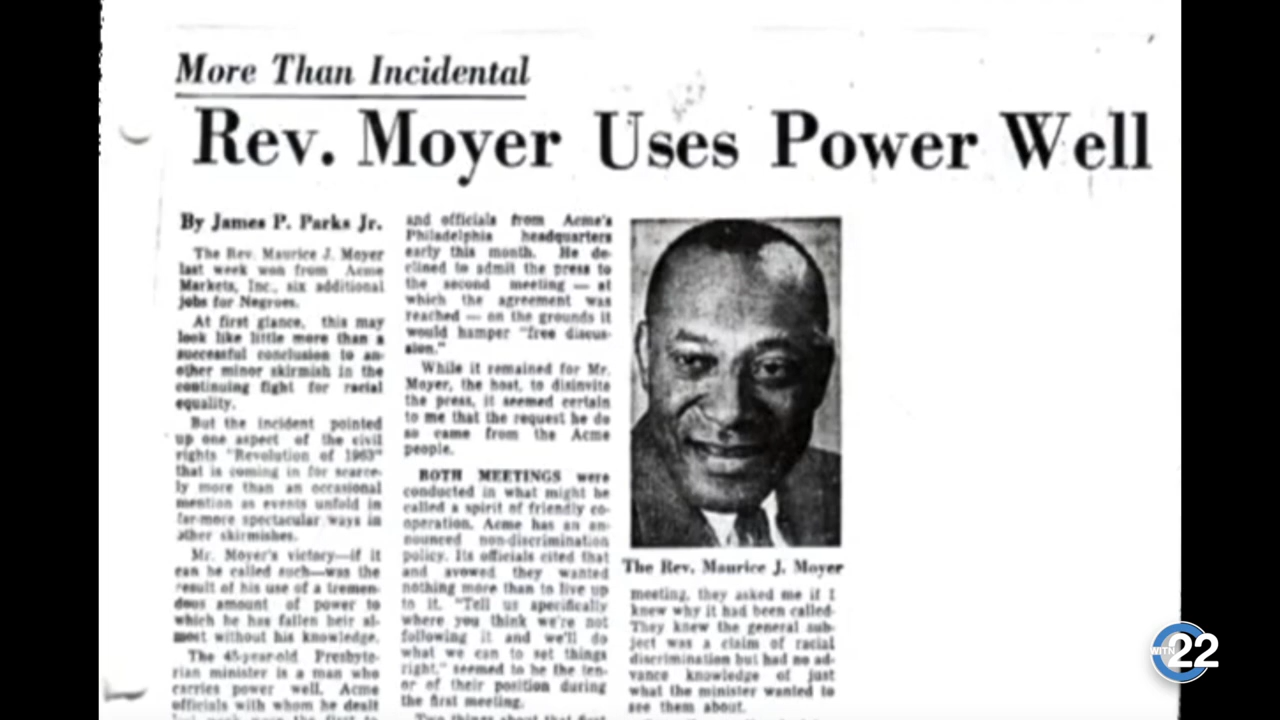 More Than Incidental
Rev. Moyer Uses Power Well
By James P. Parks Jr.
The Rev. Maurice J. Moyer
last week won from Acme
Markets, Inc., six additional
jobs for Negroes.
At first glance, this may
look like little more than a
successful conclusion to an-
other minor skirmish in the
continuing fight for racial
equality.
But the incident pointed
up one aspect of the civil
rights "Revolution of 1963"
that is coming in for scarce-
ly more than an occasional
mention as events unfold in
far-more spectacular ways in
other skirmishes.
Mr. Moyer's victory—if it
can be called such—was the
result of his use of a tremen-
dous amount of power to
which he has fallen heir al-
most without his knowledge.
The 45-year-old Presbyte-
rian minister is a man who
carries power well. Acme
officials with whom he dealt
last week were the first to
and officials from Acme's
Philadelphia headquarters
early this month. He de-
clined to admit the press to
the second meeting — at
which the agreement was
reached — on the grounds it
would hamper "free discus-
sion."
While it remained for Mr.
Moyer, the host, to disinvite
the press, it seemed certain
to me that the request he do
so came from the Acme
people.
BOTH MEETINGS were
conducted in what might be
called a spirit of friendly co-
operation. Acme has an an-
nounced non-discrimination
policy. Its officials cited that
and avowed they wanted
nothing more than to live up
to it. "Tell us specifically
where you think we're not
following it and we'll do
what we can to set things
right," seemed to be the ten-
or of their position during
the first meeting.
Two things about that first
The Rev. Maurice J. Moyer
meeting, they asked me if I
knew why it had been called.
They knew the general sub-
ject was a claim of racial
discrimination but had no ad-
vance knowledge of just
what the minister wanted to
see them about.
WITN 22